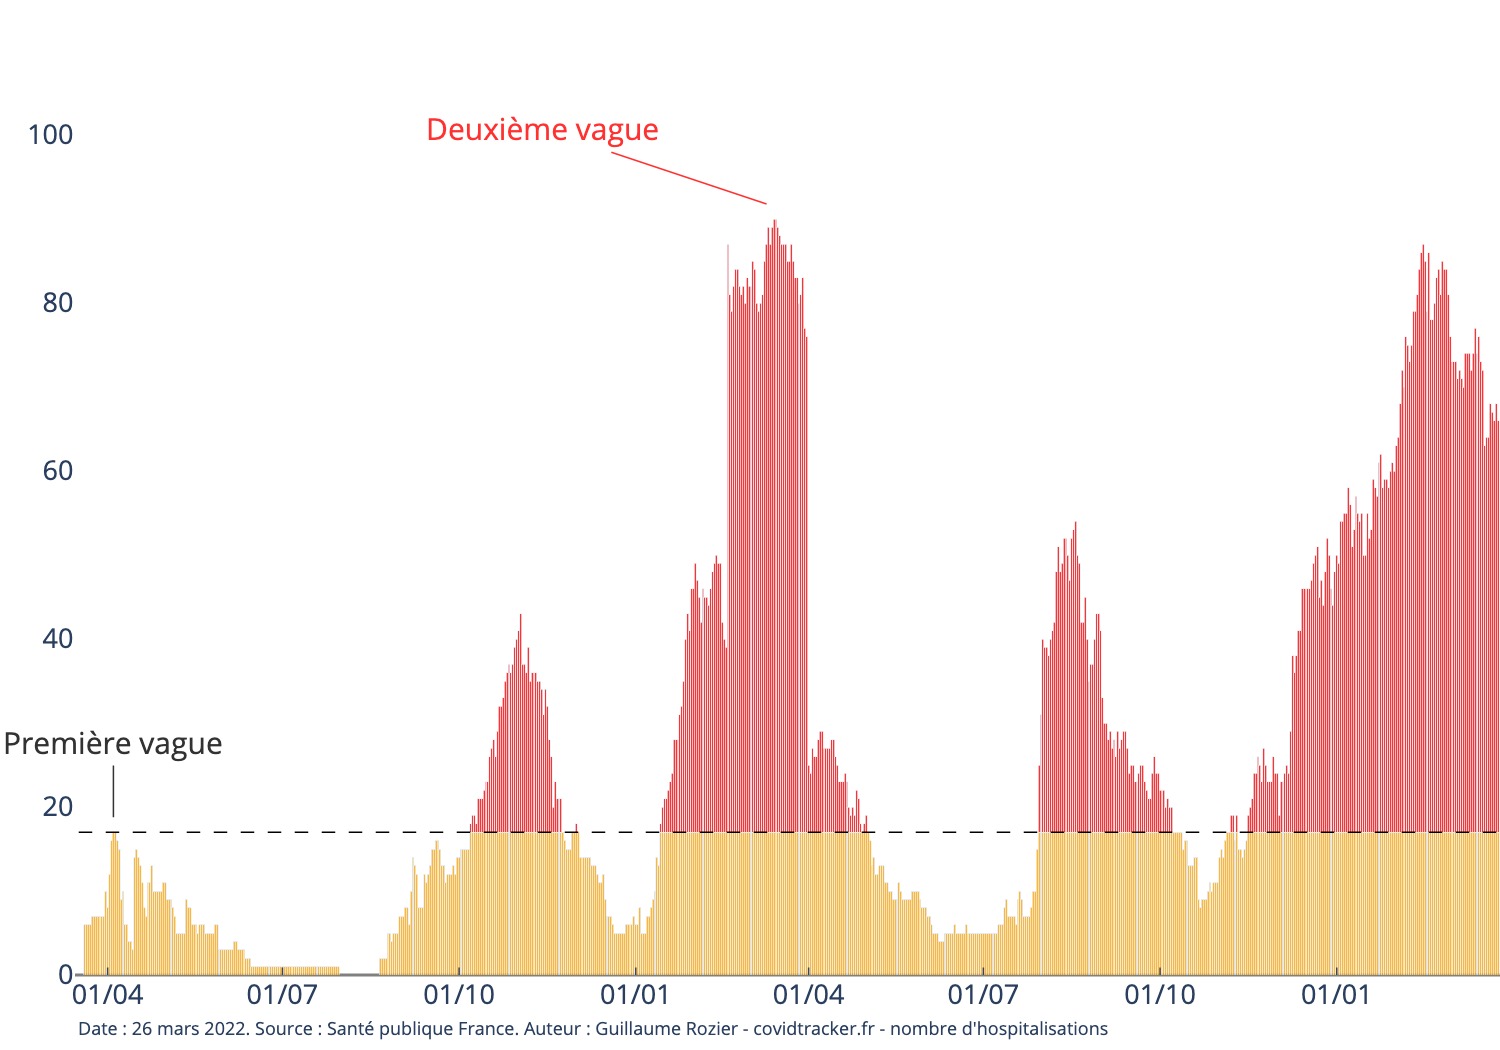 100
Deuxième vague
80
60
40
Première vague
20
0
01/04 01/07 01/10 01/01 01/04 01/07 01/10 01/01
Date : 26 mars 2022. Source : Santé publique France. Auteur : Guillaume Rozier - covidtracker.fr - nombre d'hospitalisations